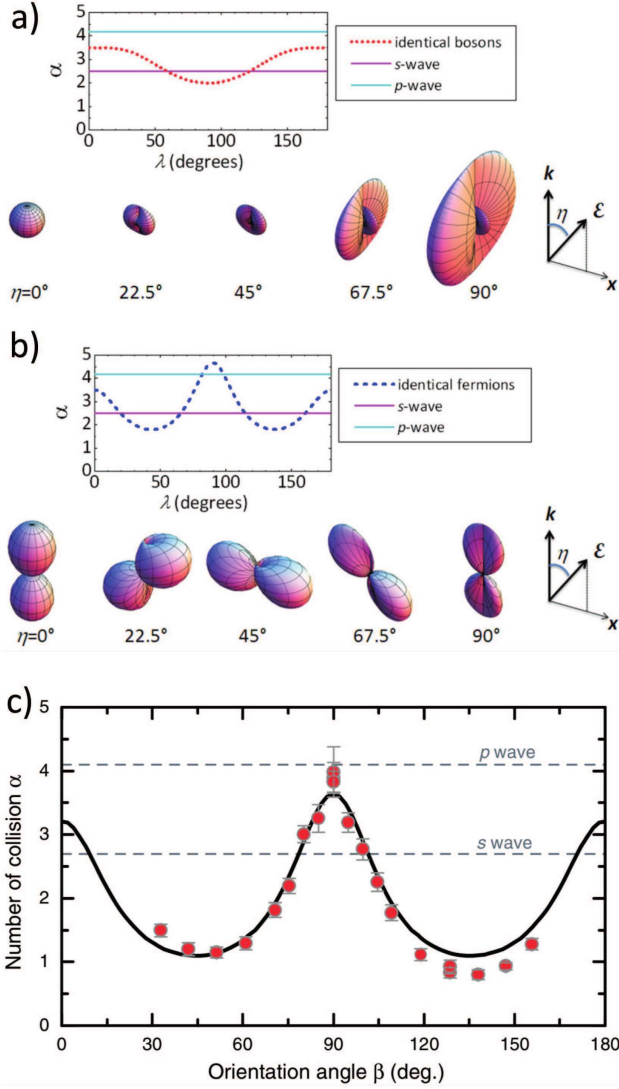 a)
5
4
3
2
1
0
α
0 50 100 150
λ (degrees)
identical bosons
s-wave
p-wave
η=0° 22.5° 45° 67.5° 90°
k
η
ε
x
b)
5
4
3
2
1
0
α
0 50 100 150
λ (degrees)
identical fermions
s-wave
p-wave
η=0° 22.5° 45° 67.5° 90°
k
η
ε
x
c)
5
4
3
2
1
0
Number of collision α
p wave
s wave
0 30 60 90 120 150 180
Orientation angle β (deg.)